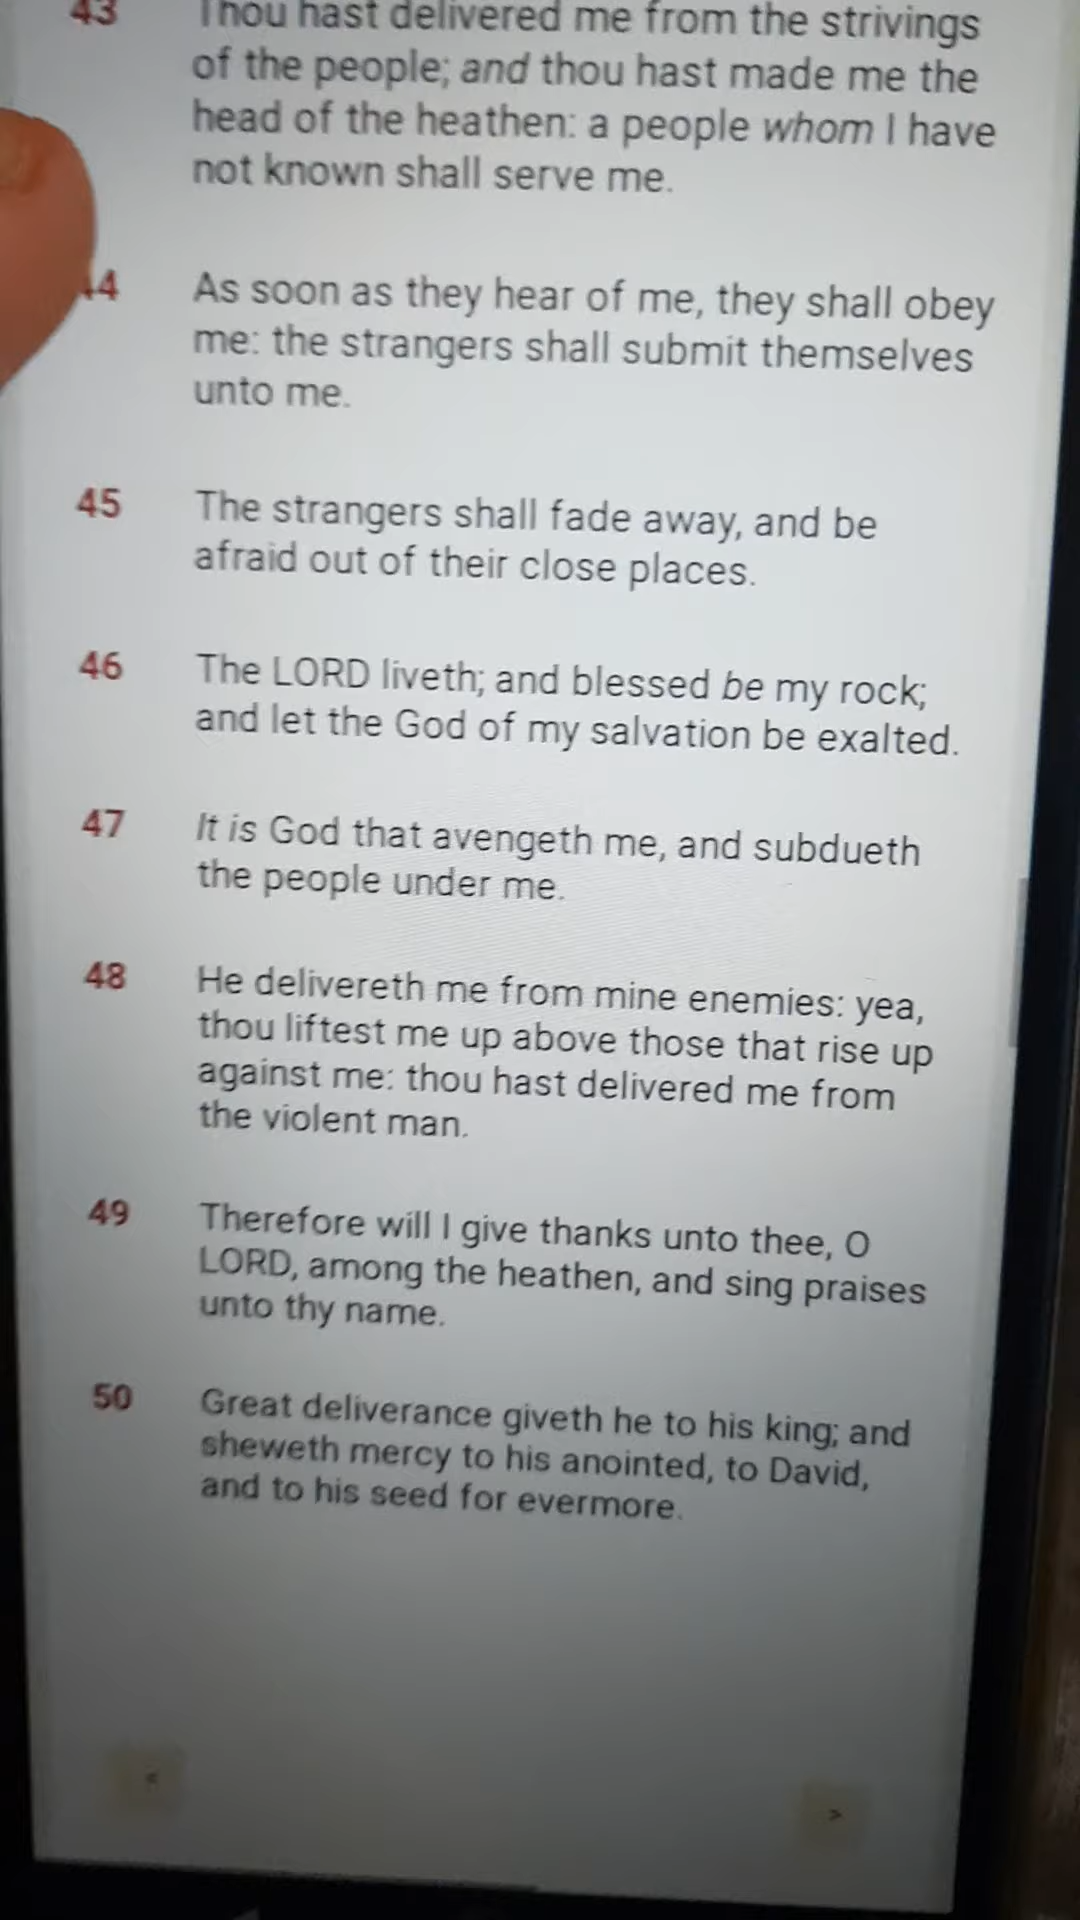 43 Thou hast delivered me from the strivings
of the people; and thou hast made me the
head of the heathen: a people whom I have
not known shall serve me.
44 As soon as they hear of me, they shall obey
me: the strangers shall submit themselves
unto me.
45 The strangers shall fade away, and be
afraid out of their close places.
46 The LORD liveth; and blessed be my rock;
and let the God of my salvation be exalted.
47 It is God that avengeth me, and subdueth
the people under me.
48 He delivereth me from mine enemies: yea,
thou liftest me up above those that rise up
against me: thou hast delivered me from
the violent man.
49 Therefore will I give thanks unto thee, O
LORD, among the heathen, and sing praises
unto thy name.
50 Great deliverance giveth he to his king; and
sheweth mercy to his anointed, to David,
and to his seed for evermore.
< >